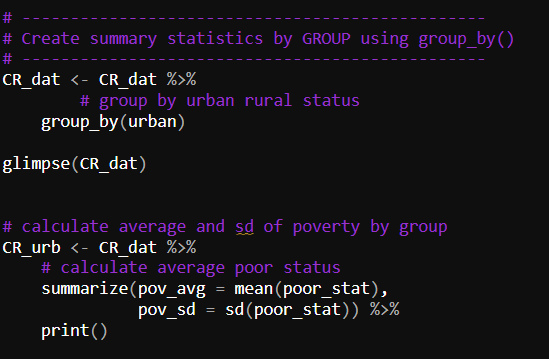 # ------------------------------------------------
# Create summary statistics by GROUP using group_by()
# ------------------------------------------------
CR_dat <- CR_dat %>%
        # group by urban rural status
    group_by(urban)

glimpse(CR_dat)


# calculate average and sd of poverty by group
CR_urb <- CR_dat %>%
    # calculate average poor status
    summarize(pov_avg = mean(poor_stat),
              pov_sd = sd(poor_stat)) %>%
    print()